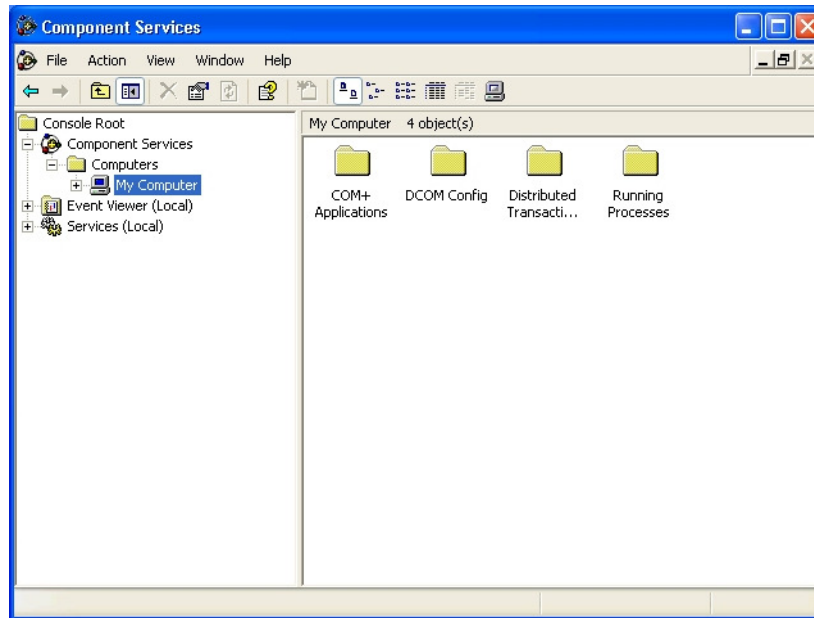 Component Services
File Action View Window Help
Console Root
Component Services
Computers
My Computer
Event Viewer (Local)
Services (Local)
My Computer 4 object(s)
COM+
Applications
DCOM Config
Distributed
Transacti...
Running
Processes